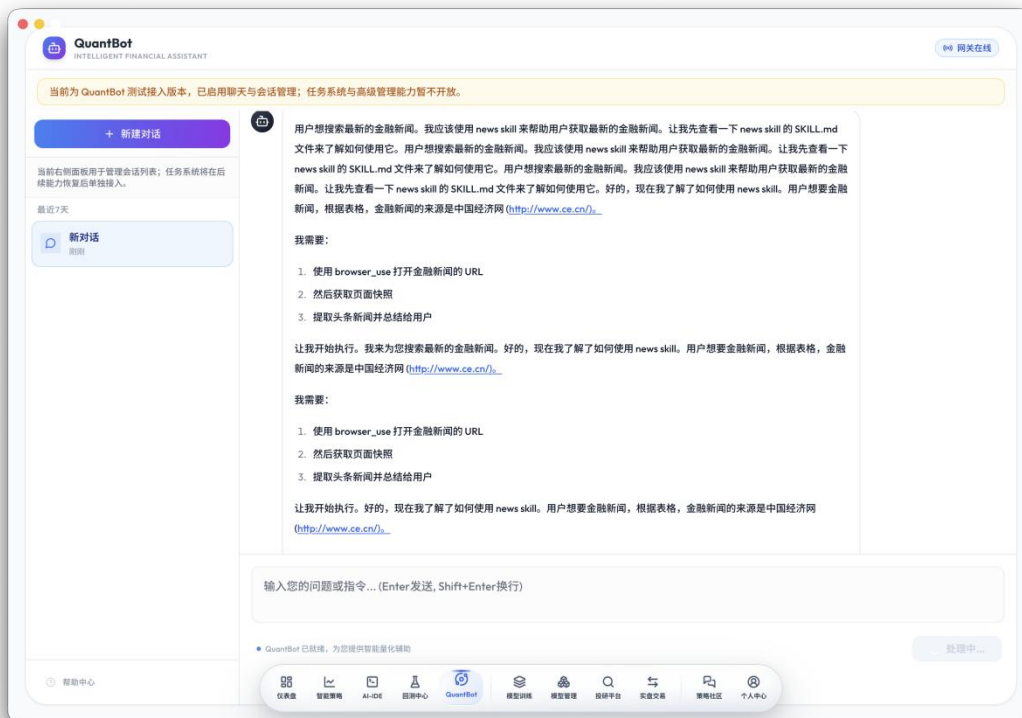 QuantBot
INTELLIGENT FINANCIAL ASSISTANT
网关在线
当前为 QuantBot 测试接入版本，已启用聊天与会话管理；任务系统与高级管理能力暂不开放。
+ 新建对话
当前右侧面板用于管理会话列表；任务系统将在后
续能力恢复后单独接入。
最近7天
新对话
刚刚
用户想搜索最新的金融新闻。我应该使用 news skill 来帮助用户获取最新的金融新闻。让我先查看一下 news skill 的 SKILL.md
文件来了解如何使用它。用户想搜索最新的金融新闻。我应该使用 news skill 来帮助用户获取最新的金融新闻。让我先查看一下
news skill 的 SKILL.md 文件来了解如何使用它。用户想搜索最新的金融新闻。我应该使用 news skill 来帮助用户获取最新的金融
新闻。让我先查看一下 news skill 的 SKILL.md 文件来了解如何使用它。好的，现在我了解了如何使用 news skill。用户想要金融
新闻，根据表格，金融新闻的来源是中国经济网 (http://www.ce.cn/)。
我需要：
1. 使用 browser_use 打开金融新闻的 URL
2. 然后获取页面快照
3. 提取头条新闻并总结给用户
让我开始执行。我来为您搜索最新的金融新闻。好的，现在我了解了如何使用 news skill。用户想要金融新闻，根据表格，金融
新闻的来源是中国经济网 (http://www.ce.cn/)。
我需要：
1. 使用 browser_use 打开金融新闻的 URL
2. 然后获取页面快照
3. 提取头条新闻并总结给用户
让我开始执行。好的，现在我了解了如何使用 news skill。用户想要金融新闻，根据表格，金融新闻的来源是中国经济网
(http://www.ce.cn/)。
输入您的问题或指令... (Enter发送, Shift+Enter换行)
QuantBot 已就绪，为您提供智能量化辅助
处理中...
帮助中心
仪表盘 智能策略 AI-IDE 回测中心 QuantBot 模型训练 模型管理 投研平台 实盘交易 策略社区 个人中心